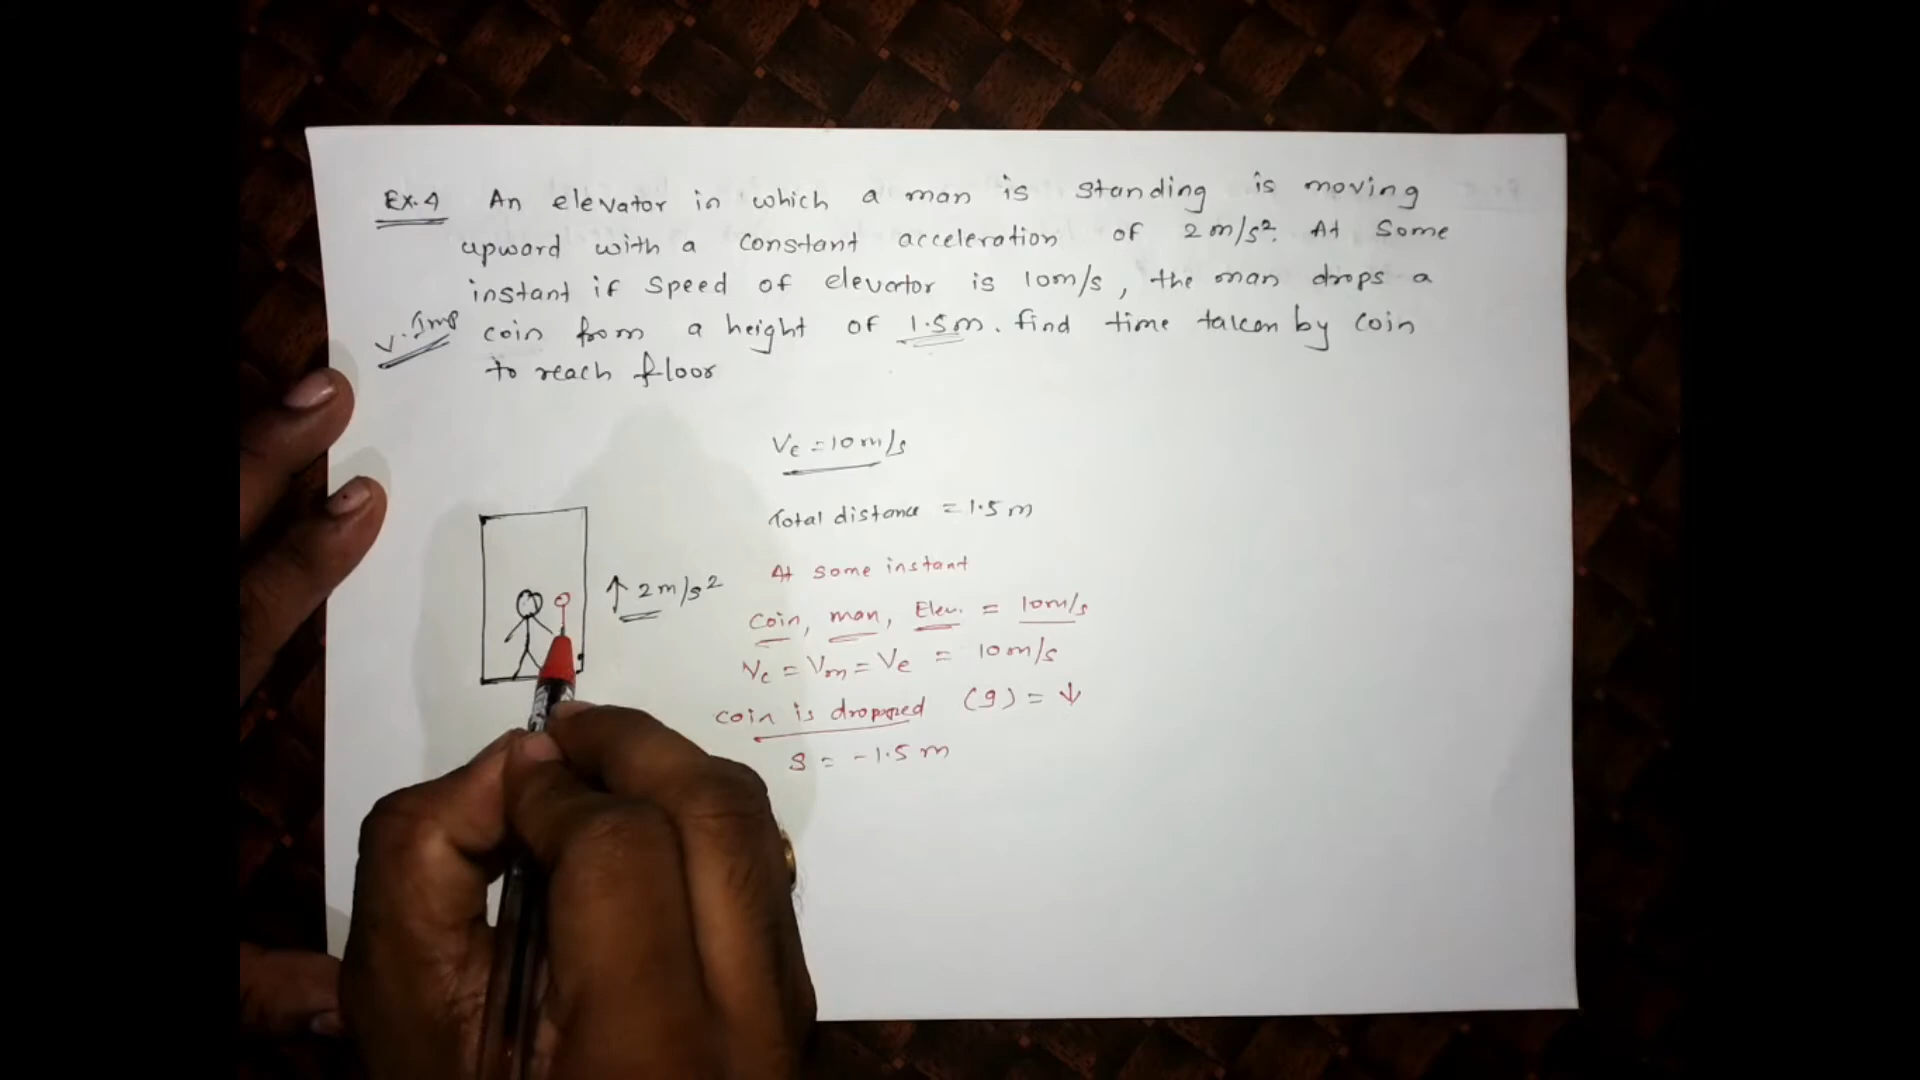 Ex.4 An elevator in which a man is standing is moving
upward with a constant acceleration of 2m/s². At some
instant if speed of elevator is 10m/s, the man drops a
V.Imp coin from a height of 1.5m. find time taken by coin
to reach floor
Ve = 10 m/s
Total distance = 1.5 m
↑ 2m/s²
At some instant
Coin, man, Elev. = 10m/s
Vc = Vm = Ve = 10m/s
coin is dropped (g) = ↓
S = -1.5 m